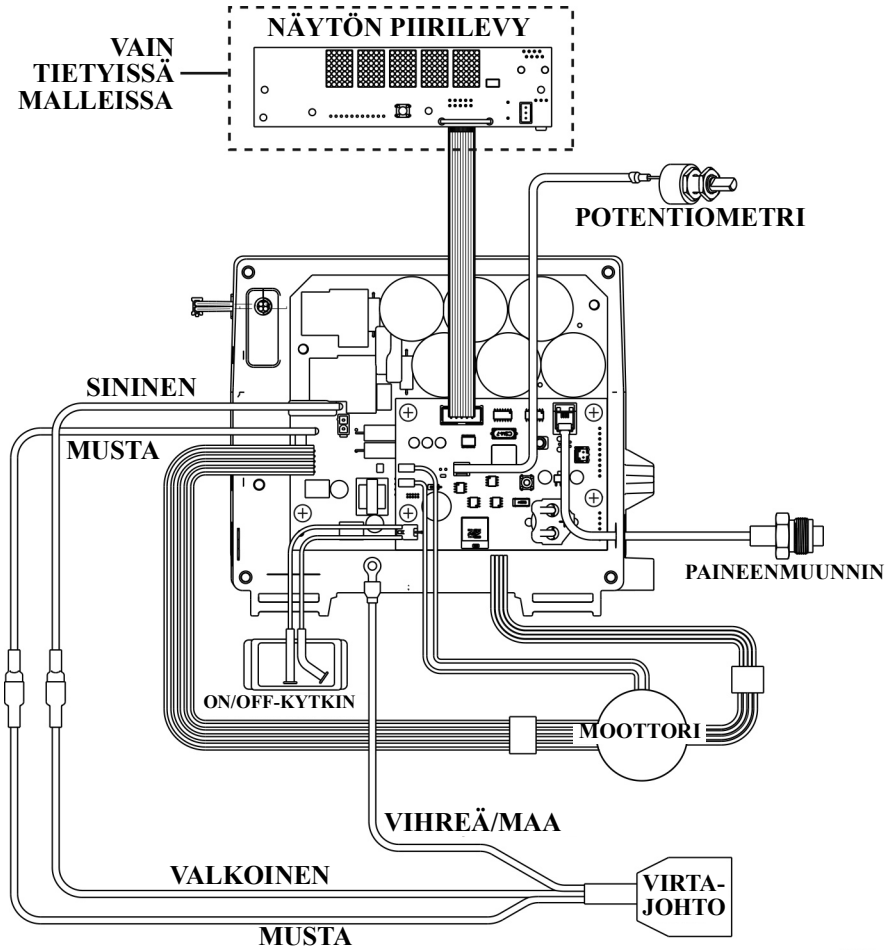 NÄYTÖN PIIRILEVY
VAIN
TIETYISSÄ
MALLEISSA
POTENTIOMETRI
SININEN
MUSTA
PAINEENMUUNNIN
ON/OFF-KYTKIN
MOOTTORI
VIHREÄ/MAA
VALKOINEN
VIRTA-
JOHTO
MUSTA